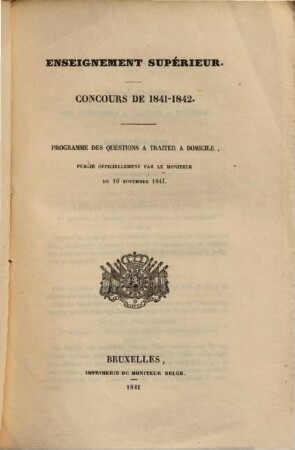 ENSEIGNEMENT SUPÉRIEUR.
CONCOURS DE 1841-1842.
PROGRAMME DES QUESTIONS A TRAITER A DOMICILE,
PUBLIÉ OFFICIELLEMENT PAR LE MONITEUR
DU 16 NOVEMBRE 1841.
BRUXELLES,
IMPRIMERIE DU MONITEUR BELGE.
1841